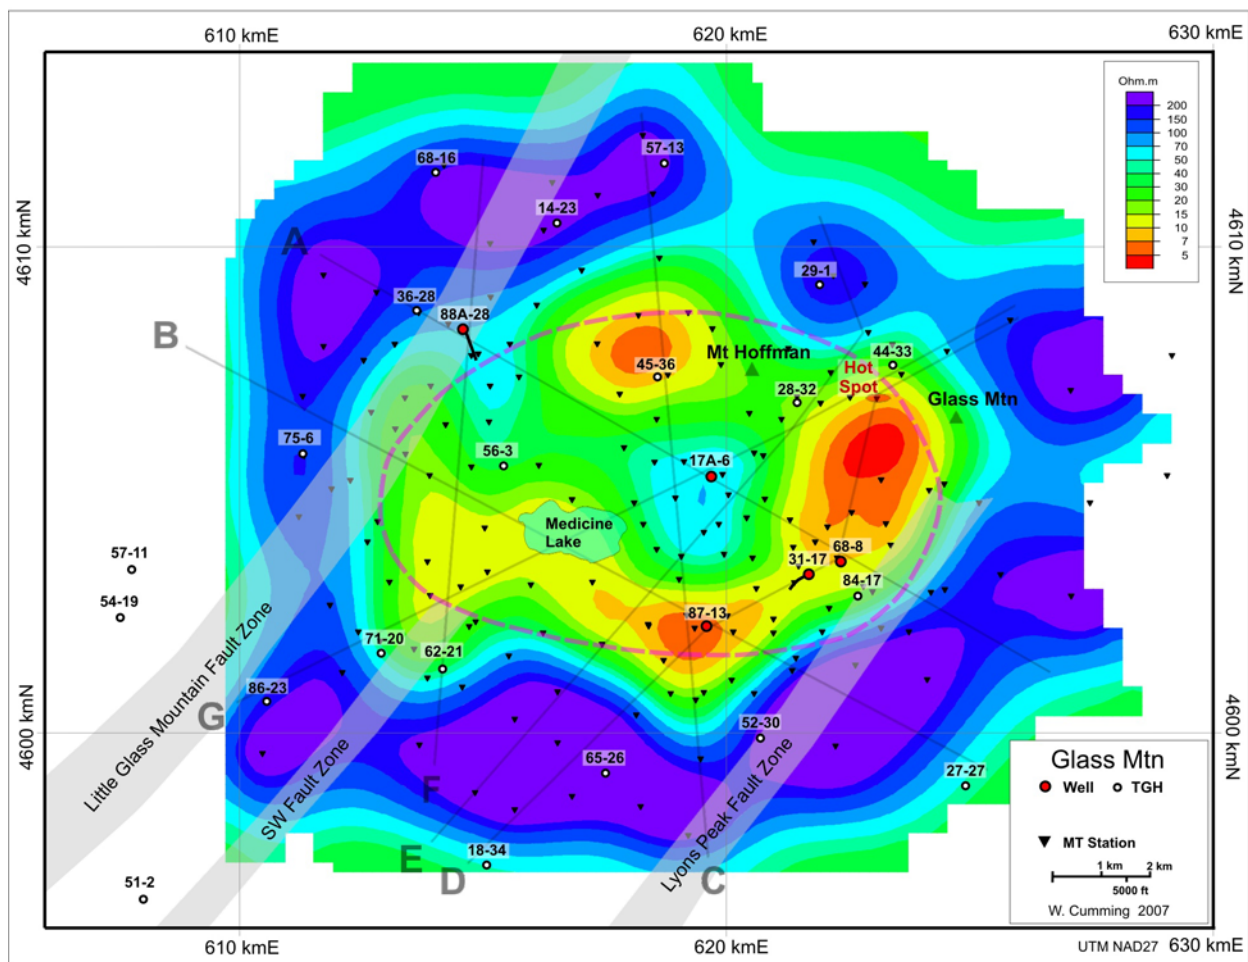 610 kmE
620 kmE
630 kmE
Ohm.m
200
150
100
70
50
40
30
20
15
10
7
5
57-13
68-16
14-23
4610 kmN
4610 kmN
A
29-1
36-28
88A-28
B
Mt Hoffman
44-33
45-36
Hot
Spot
28-32
Glass Mtn
75-6
56-3
17A-6
Medicine
Lake
57-11
68-8
31-17
84-17
54-19
87-13
71-20
62-21
86-23
G
4600 kmN
4600 kmN
Little Glass Mountain Fault Zone
SW Fault Zone
Lyons Peak Fault Zone
52-30
65-26
27-27
F
E
D
C
18-34
51-2
Glass Mtn
Well
TGH
MT Station
1 km
2 km
5000 ft
W. Cumming 2007
610 kmE
620 kmE
UTM NAD27
630 kmE